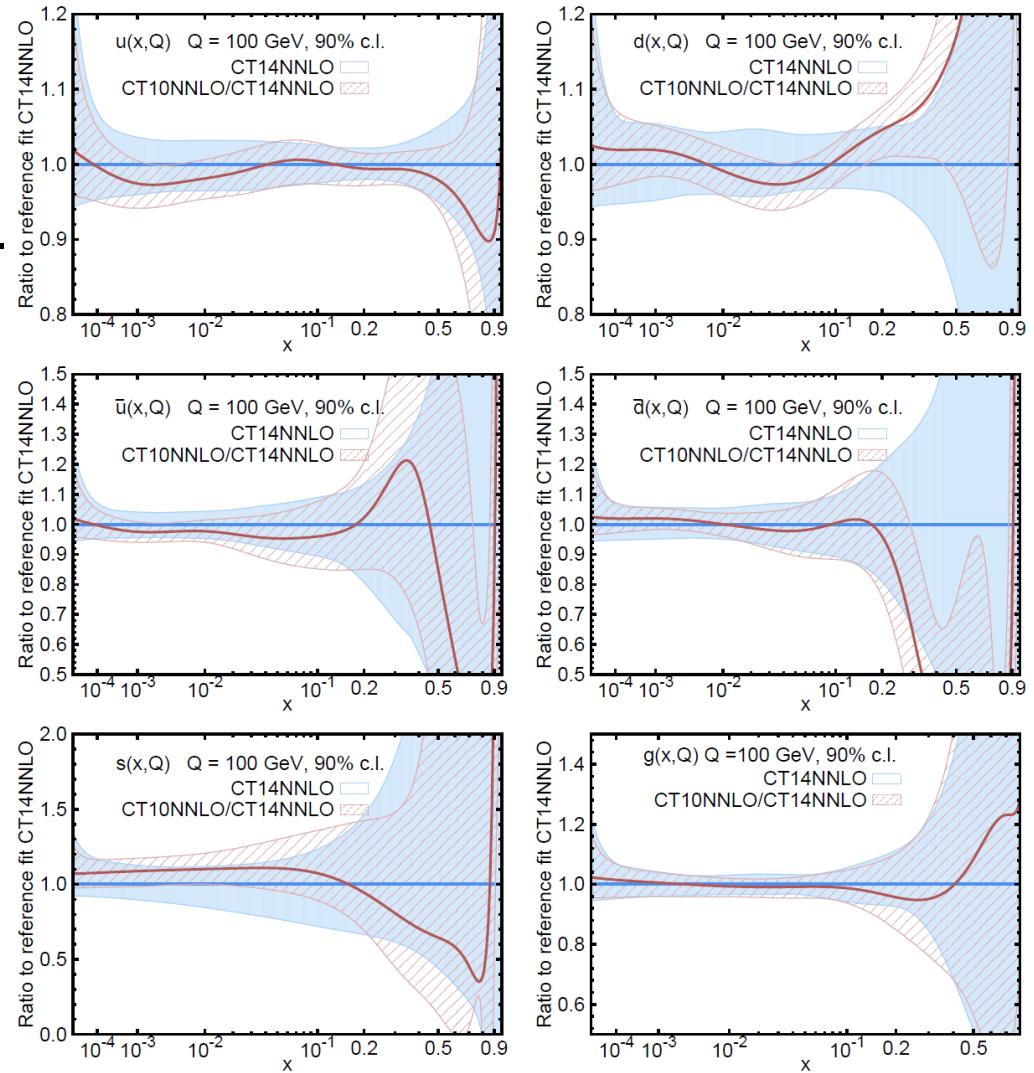 Ratio to reference fit CT14NNLO
1.2
1.1
1.0
0.9
0.8
u(x,Q) Q = 100 GeV, 90% c.l.
CT14NNLO
CT10NNLO/CT14NNLO
10-4 10-3 10-2 10-1 0.2 0.5 0.9
x
Ratio to reference fit CT14NNLO
1.2
1.1
1.0
0.9
0.8
d(x,Q) Q = 100 GeV, 90% c.l.
CT14NNLO
CT10NNLO/CT14NNLO
10-4 10-3 10-2 10-1 0.2 0.5 0.9
x
Ratio to reference fit CT14NNLO
1.5
1.4
1.3
1.2
1.1
1.0
0.9
0.8
0.7
0.6
0.5
ū(x,Q) Q = 100 GeV, 90% c.l.
CT14NNLO
CT10NNLO/CT14NNLO
10-4 10-3 10-2 10-1 0.2 0.5 0.9
x
Ratio to reference fit CT14NNLO
1.5
1.4
1.3
1.2
1.1
1.0
0.9
0.8
0.7
0.6
0.5
d̄(x,Q) Q = 100 GeV, 90% c.l.
CT14NNLO
CT10NNLO/CT14NNLO
10-4 10-3 10-2 10-1 0.2 0.5 0.9
x
Ratio to reference fit CT14NNLO
2.0
1.5
1.0
0.5
0.0
s(x,Q) Q = 100 GeV, 90% c.l.
CT14NNLO
CT10NNLO/CT14NNLO
10-4 10-3 10-2 10-1 0.2 0.5 0.9
x
Ratio to reference fit CT14NNLO
1.4
1.2
1.0
0.8
0.6
g(x,Q) Q =100 GeV, 90% c.l.
CT14NNLO
CT10NNLO/CT14NNLO
10-4 10-3 10-2 10-1 0.2 0.5
x